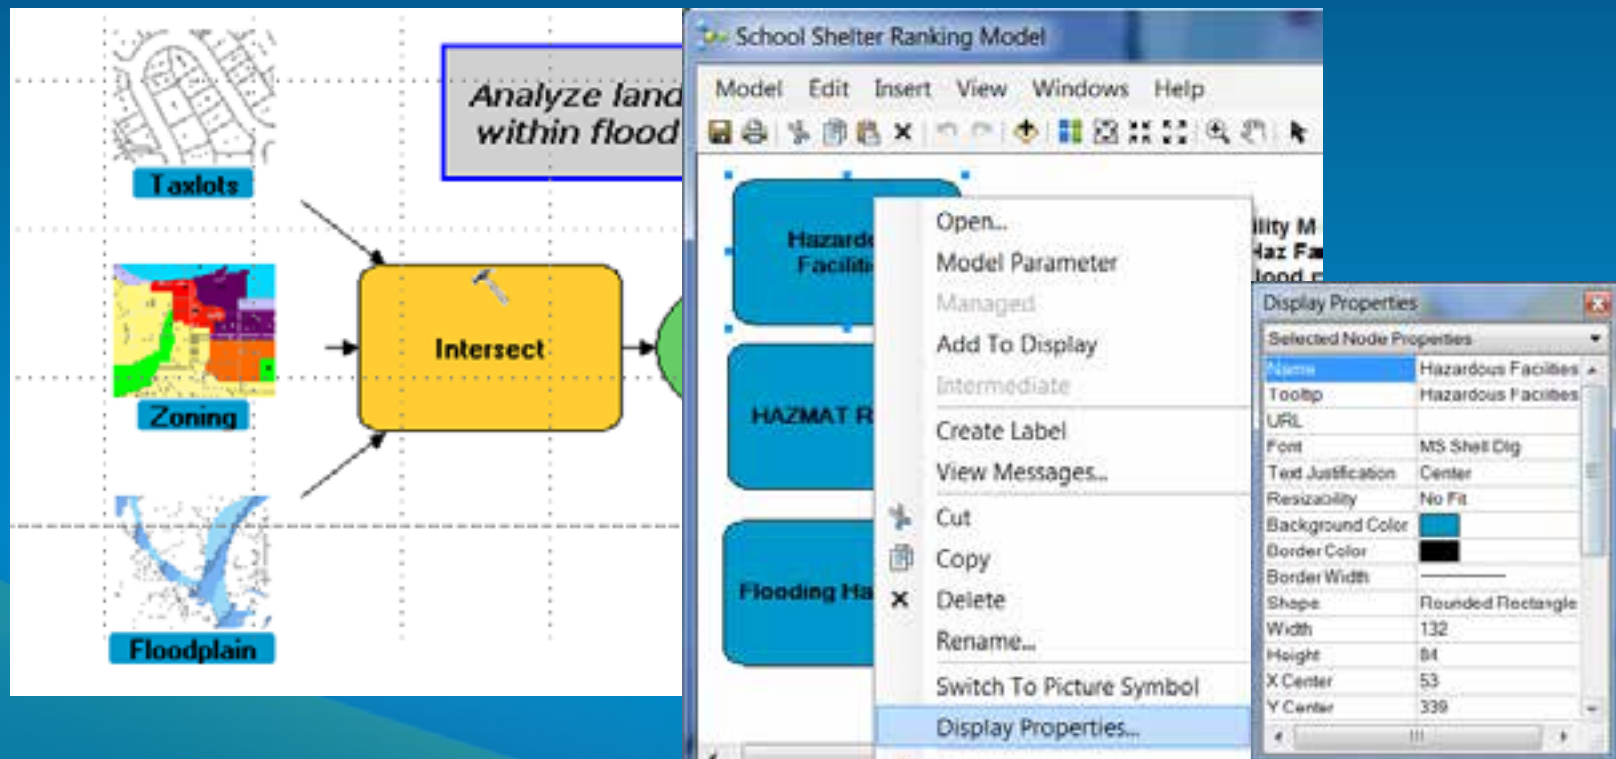 Analyze land
within flood
Taxlots
Intersect
Zoning
Floodplain
School Shelter Ranking Model
Model Edit Insert View Windows Help
Hazard
Faciliti
HAZMAT R
Flooding Ha
ility M
Haz Fa
lood
Open...
Model Parameter
Managed
Add To Display
Intermediate
Create Label
View Messages...
Cut
Copy
Delete
Rename...
Switch To Picture Symbol
Display Properties...
Display Properties
Selected Node Properties
Name Hazardous Facilities
Tooltip Hazardous Facilities
URL
Font MS Shell Dlg
Text Justification Center
Resizability No Fit
Background Color
Border Color
Border Width
Shape Rounded Rectangle
Width 132
Height 84
X Center 53
Y Center 339